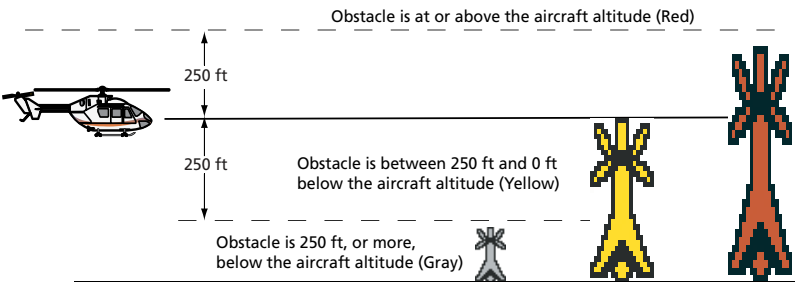 Obstacle is at or above the aircraft altitude (Red)
250 ft
250 ft
Obstacle is between 250 ft and 0 ft
below the aircraft altitude (Yellow)
Obstacle is 250 ft, or more,
below the aircraft altitude (Gray)